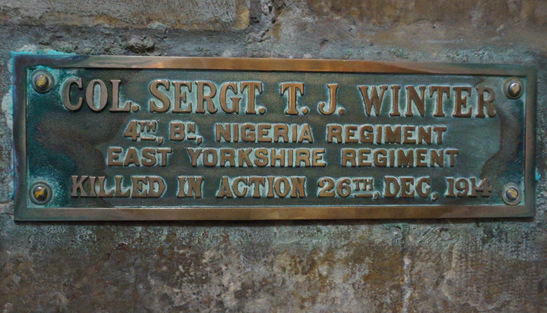 COL. SERGT. T. J. WINTER
4TH. BN. NIGERIA REGIMENT
EAST YORKSHIRE REGIMENT
KILLED IN ACTION 26TH. DEC. 1914.